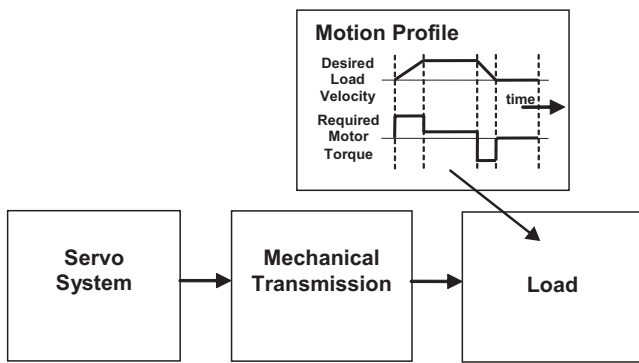 Motion Profile
Desired
Load
Velocity
time
Required
Motor
Torque
Servo
System
Mechanical
Transmission
Load